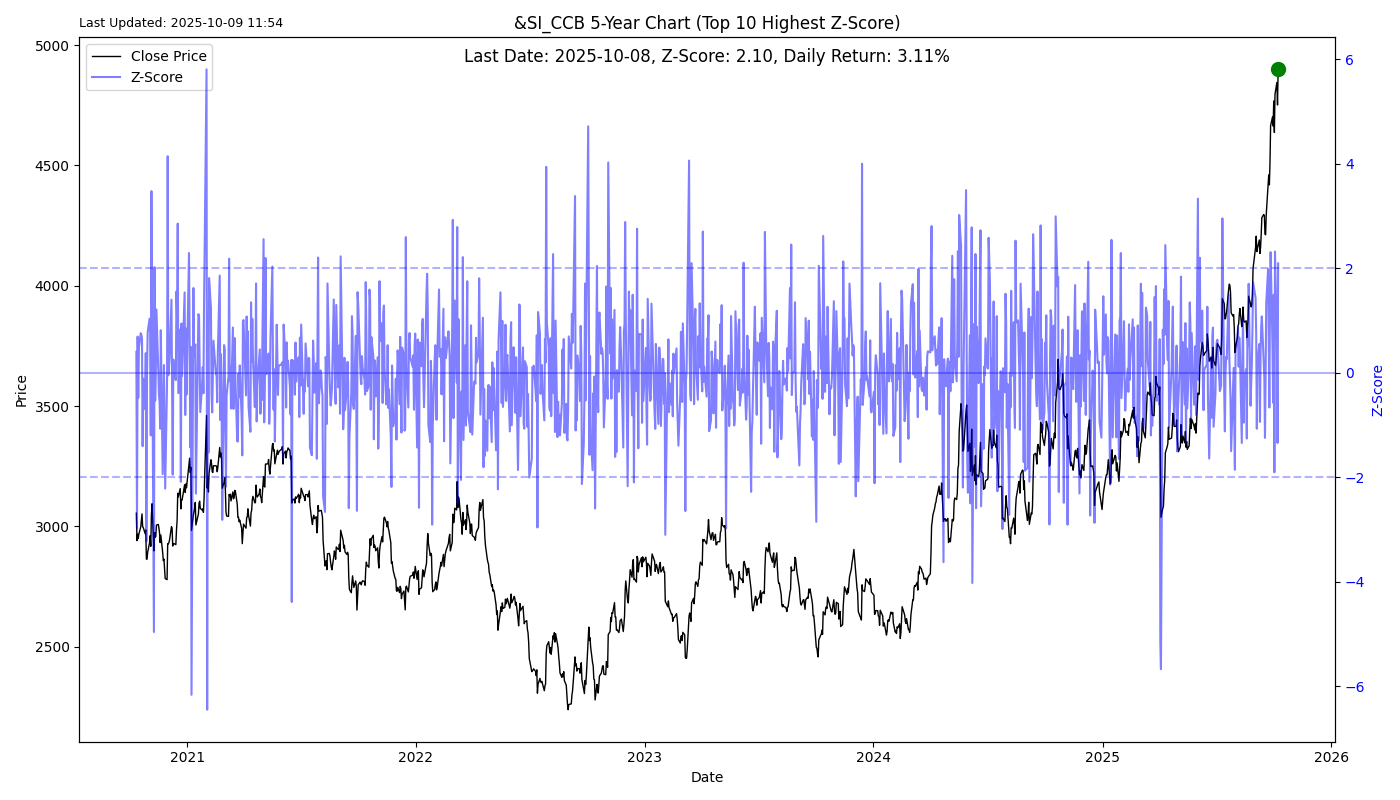 Last Updated: 2025-10-09 11:54
&SI_CCB 5-Year Chart (Top 10 Highest Z-Score)
Last Date: 2025-10-08, Z-Score: 2.10, Daily Return: 3.11%
Close Price
Z-Score
5000
4500
4000
3500
3000
2500
Price
6
4
2
0
−2
−4
−6
Z-Score
2021
2022
2023
2024
2025
2026
Date